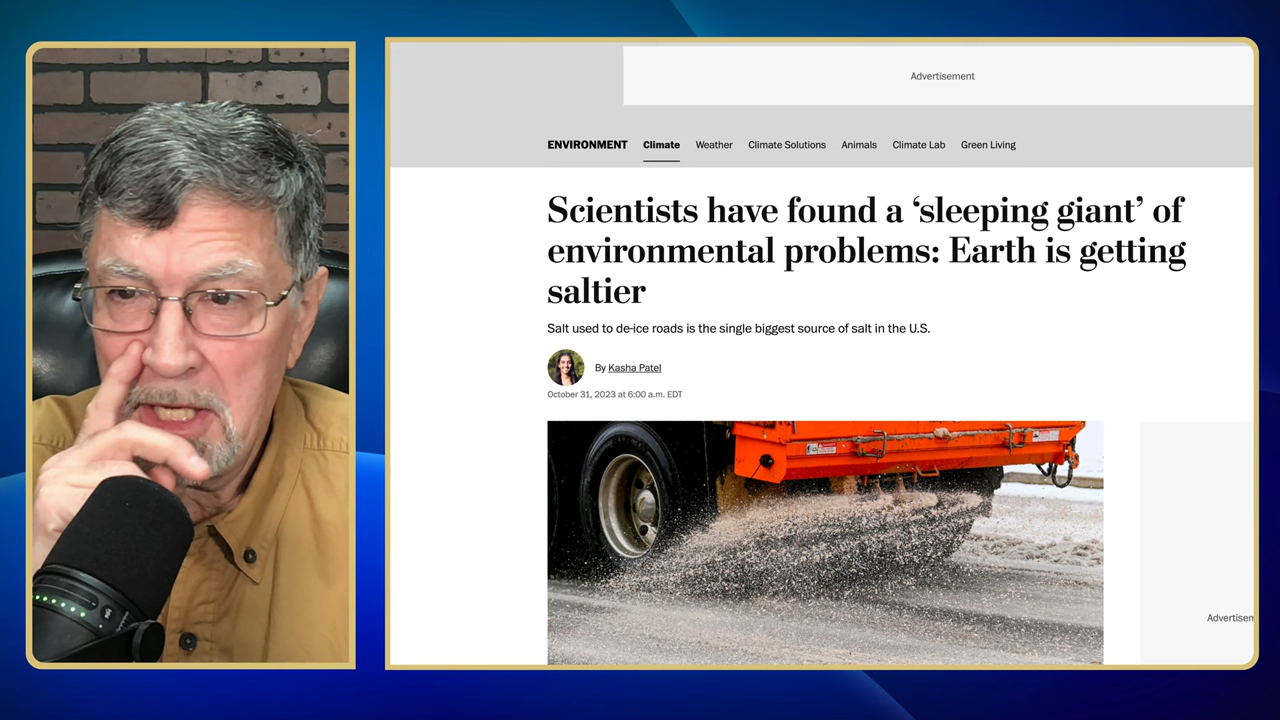 Advertisement
ENVIRONMENT Climate Weather Climate Solutions Animals Climate Lab Green Living
Scientists have found a ‘sleeping giant’ of
environmental problems: Earth is getting
saltier
Salt used to de-ice roads is the single biggest source of salt in the U.S.
By Kasha Patel
October 31, 2023 at 6:00 a.m. EDT
Advertisem